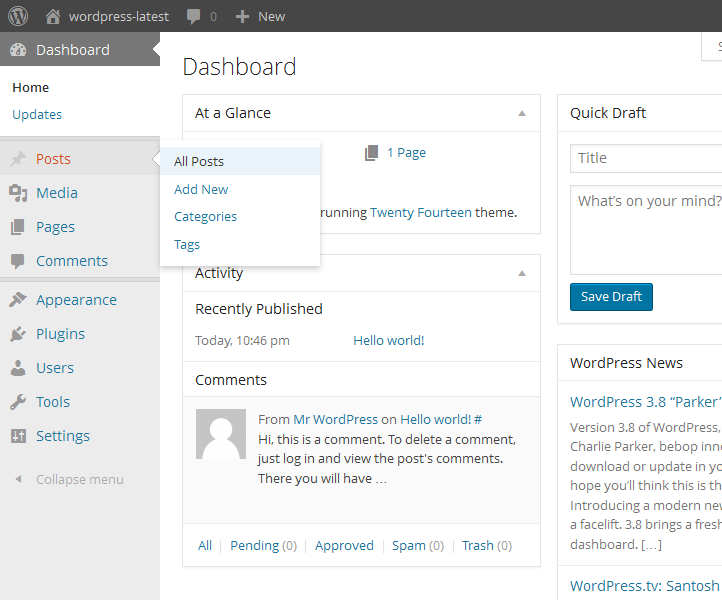 wordpress-latest 0 New
Dashboard
Home
Updates
Posts
Media
Pages
Comments
Appearance
Plugins
Users
Tools
Settings
Collapse menu
All Posts
Add New
Categories
Tags
Dashboard
At a Glance
1 Page
running Twenty Fourteen theme.
Activity
Recently Published
Today, 10:46 pm Hello world!
Comments
From Mr WordPress on Hello world! #
Hi, this is a comment. To delete a comment,
just log in and view the post's comments.
There you will have …
All | Pending (0) | Approved | Spam (0) | Trash (0)
Quick Draft
Title
What's on your mind?
Save Draft
WordPress News
WordPress 3.8 “Parker”
Version 3.8 of WordPress,
Charlie Parker, bebop
download or update in
hope you'll think this is
Introducing a modern
a facelift. 3.8 brings a
dashboard. […]
WordPress.tv: Santosh